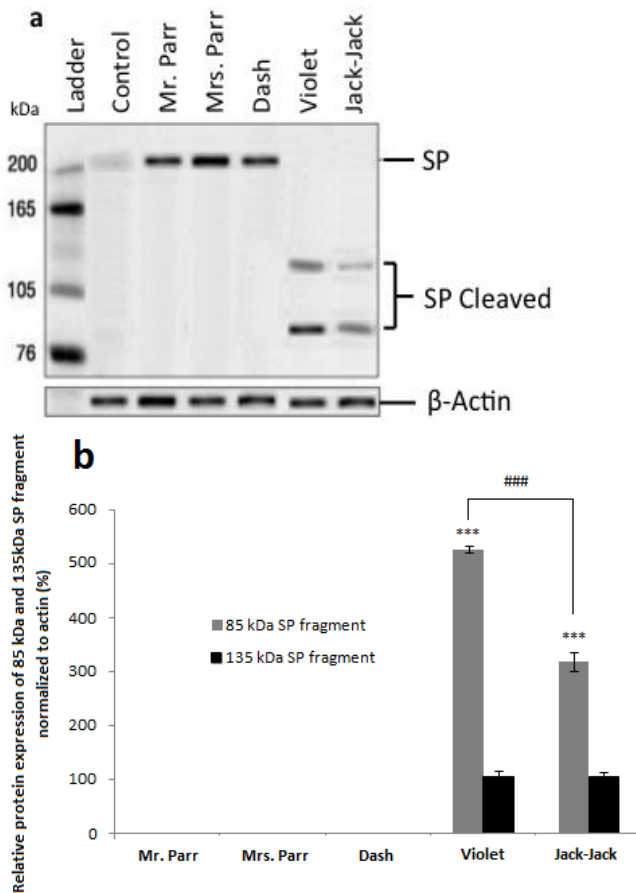 a
kDa
Ladder
Control
Mr. Parr
Mrs. Parr
Dash
Violet
Jack-Jack
200
165
105
76
SP
SP Cleaved
β-Actin
b
Relative protein expression of 85 kDa and 135kDa SP fragment
normalized to actin (%)
600
500
400
300
200
100
0
###
***
***
85 kDa SP fragment
135 kDa SP fragment
Mr. Parr
Mrs. Parr
Dash
Violet
Jack-Jack